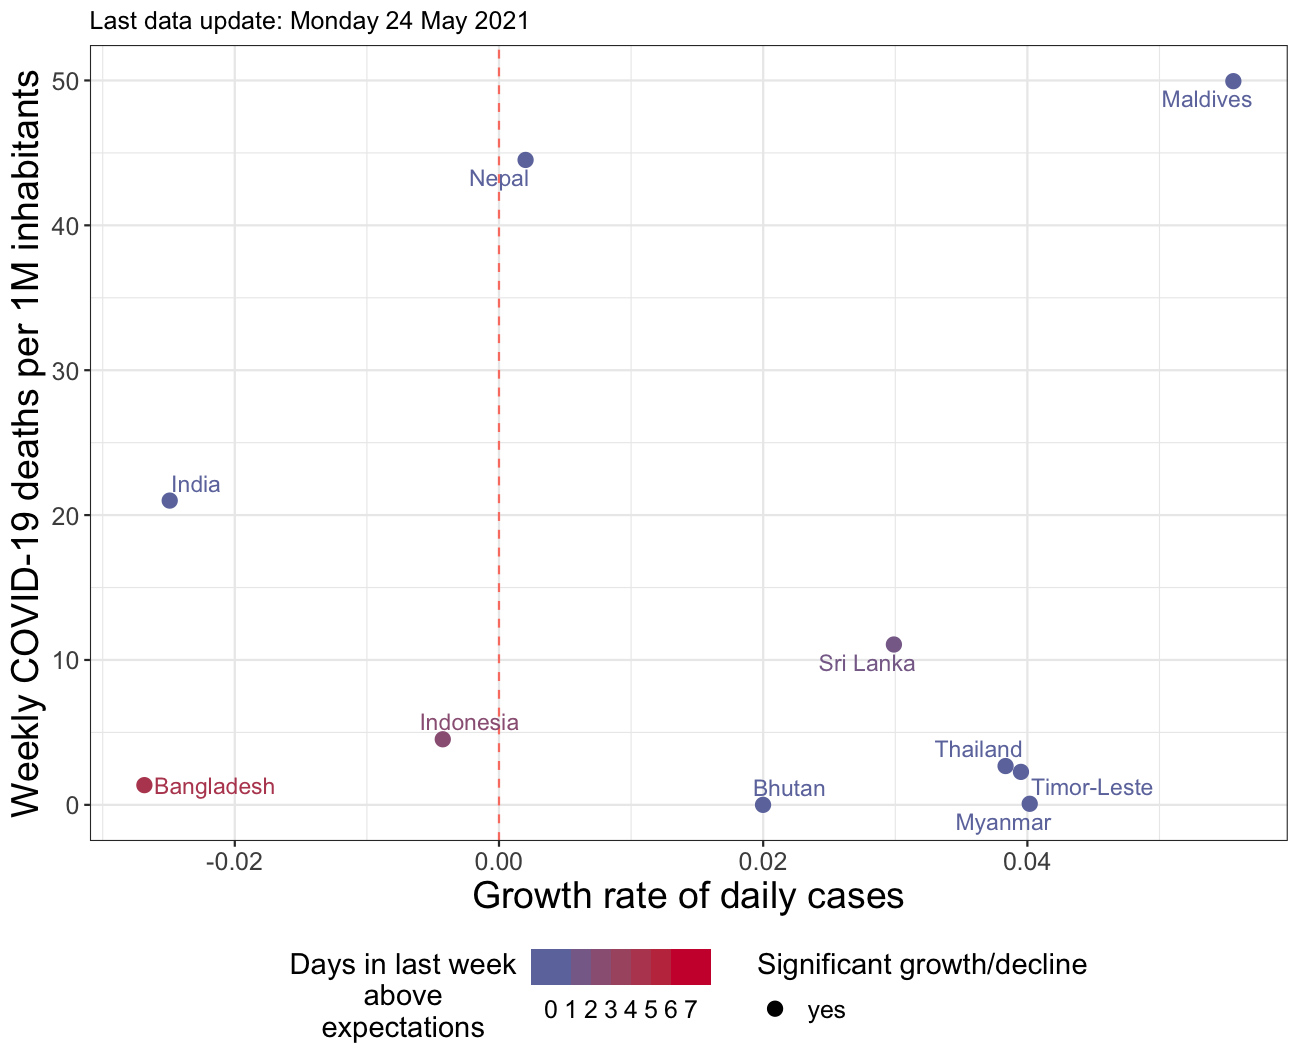 Last data update: Monday 24 May 2021
Weekly COVID-19 deaths per 1M inhabitants
50
40
30
20
10
0
Maldives
Nepal
India
Sri Lanka
Indonesia
Thailand
Bangladesh
Bhutan
Timor-Leste
Myanmar
-0.02 0.00 0.02 0.04
Growth rate of daily cases
Days in last week
above
expectations
0 1 2 3 4 5 6 7
Significant growth/decline
yes